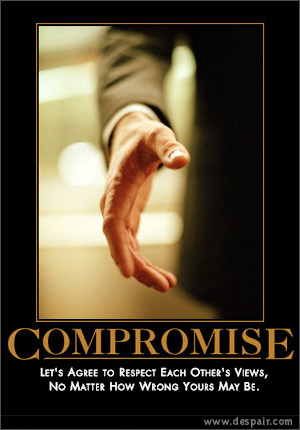 COMPROMISE
LET'S AGREE TO RESPECT EACH OTHER'S VIEWS,
NO MATTER HOW WRONG YOURS MAY BE.
www.despair.com